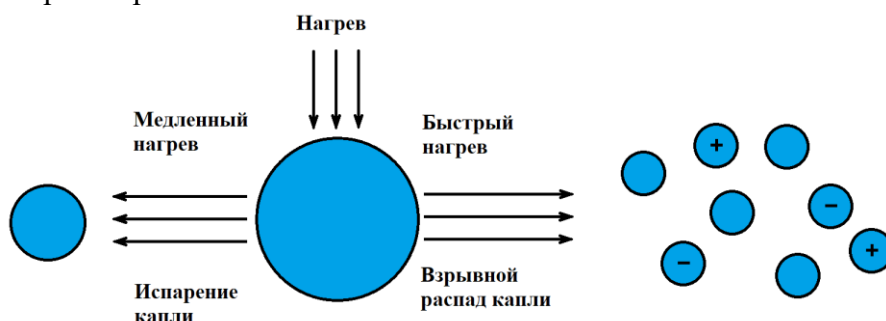 Нагрев
Медленный
нагрев
Быстрый
нагрев
+
−
−
+
Испарение
капли
Взрывной
распад капли